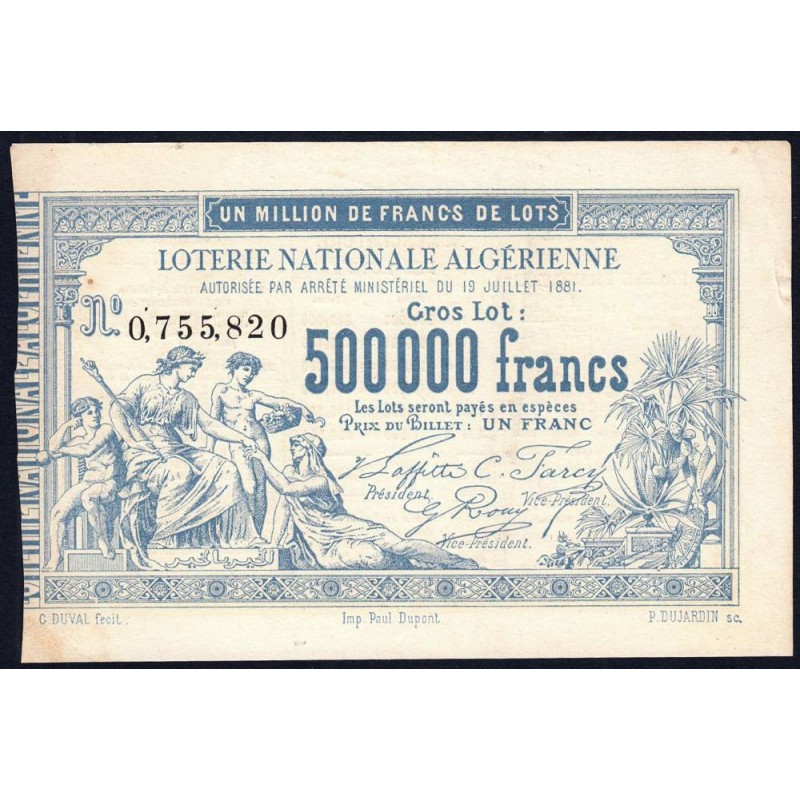 UN MILLION DE FRANCS DE LOTS
LOTERIE NATIONALE ALGÉRIENNE
AUTORISÉE PAR ARRÊTÉ MINISTÉRIEL DU 19 JUILLET 1881.
No. 0,755,820
Gros Lot:
500 000 francs
Les Lots seront payés en espèces
PRIX DU BILLET: UN FRANC
Laffitte C. Farcy
Président. Vice-Président.
G Rouy
Vice-Président.
C DUVAL fecit. Imp. Paul Dupont. P. DUJARDIN sc.